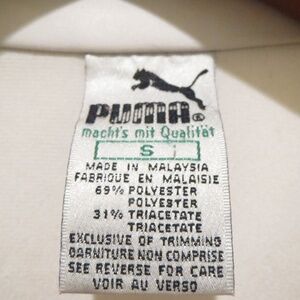 PUMA®
macht's mit Qualität
S
MADE IN MALAYSIA
FABRIQUE EN MALAISIE
69% POLYESTER
POLYESTER
31% TRIACETATE
TRIACETATE
EXCLUSIVE OF TRIMMING
GARNITURE NON COMPRISE
SEE REVERSE FOR CARE
VOIR AU VERSO